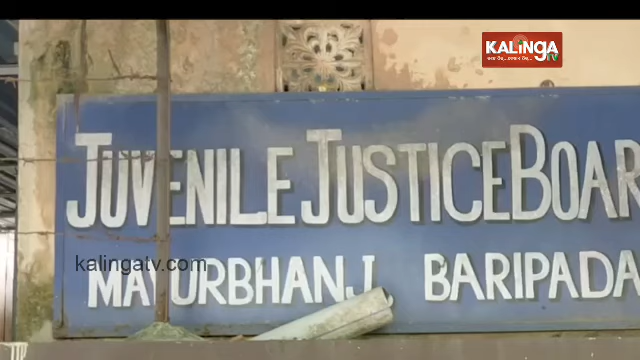 KALINGA
TV
JUVENILE JUSTICE BOAR
kalingatv.com
MAYURBHANJ BARIPADA